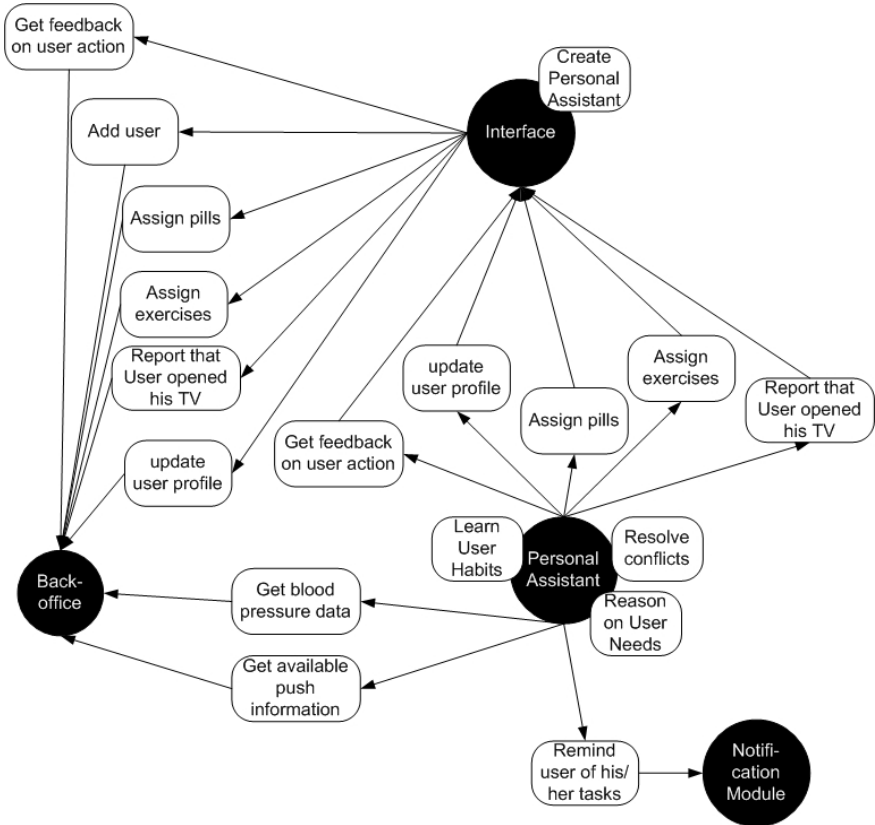 Get feedback
on user action
Create
Personal
Assistant
Interface
Add user
Assign pills
Assign
exercises
Report that
User opened
his TV
update
user profile
Get feedback
on user action
update
user profile
Assign pills
Assign
exercises
Report that
User opened
his TV
Learn
User
Habits
Personal
Assistant
Resolve
conflicts
Reason
on User
Needs
Back-
office
Get blood
pressure data
Get available
push
information
Remind
user of his/
her tasks
Notifi-
cation
Module